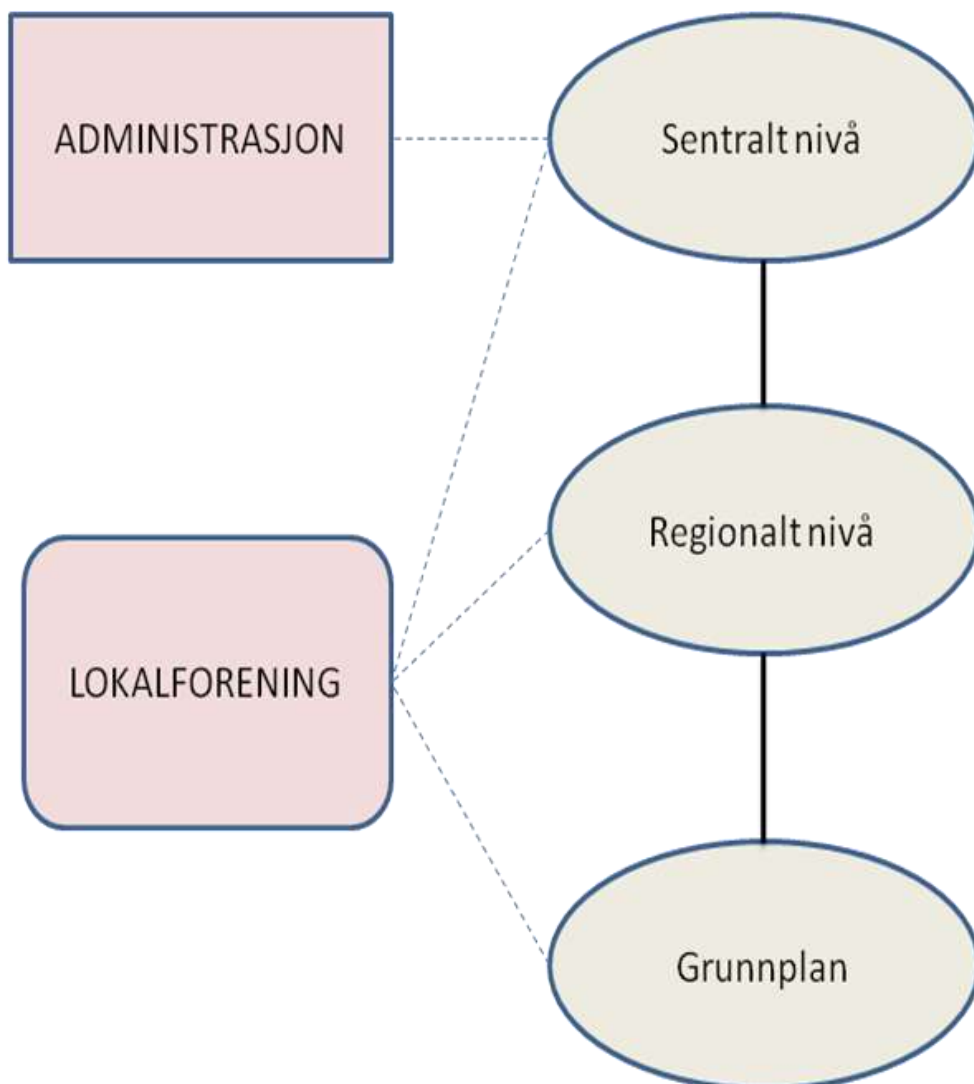 ADMINISTRASJON
Sentralt nivå
Regionalt nivå
LOKALFORENING
Grunnplan